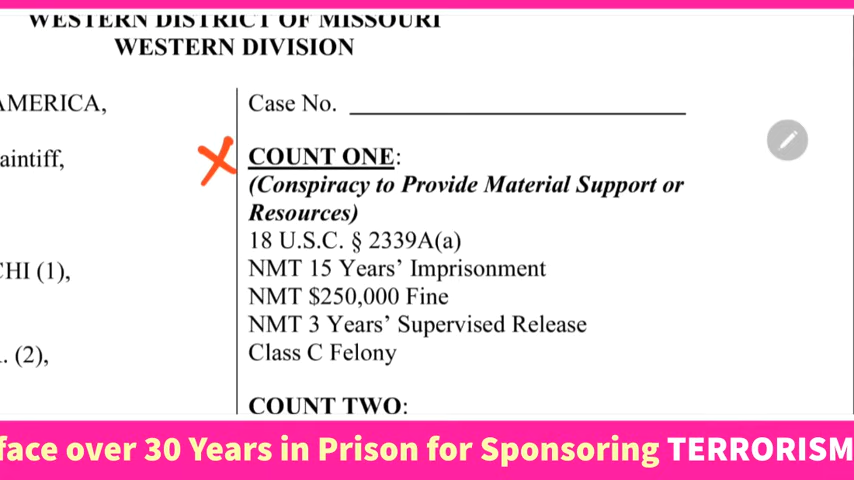 WESTERN DISTRICT OF MISSOURI
WESTERN DIVISION
AMERICA,
aintiff,
CHI (1),
. (2),
Case No.
COUNT ONE:
(Conspiracy to Provide Material Support or
Resources)
18 U.S.C. § 2339A(a)
NMT 15 Years’ Imprisonment
NMT $250,000 Fine
NMT 3 Years’ Supervised Release
Class C Felony
COUNT TWO:
face over 30 Years in Prison for Sponsoring TERRORISM